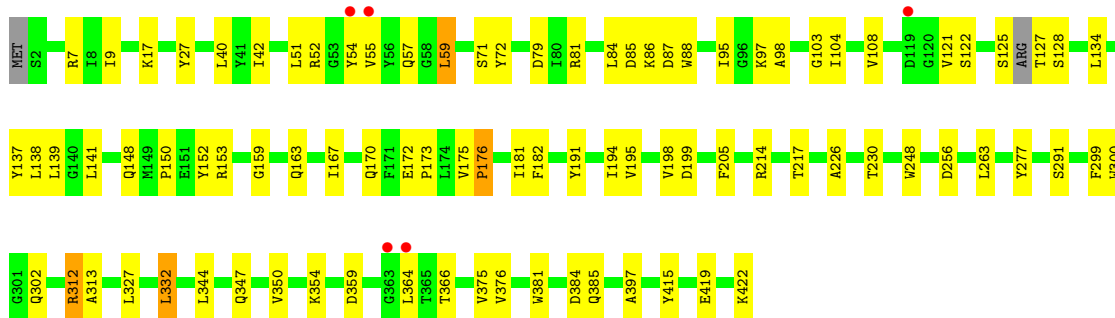 MET S2 R7 I8 I9 K17 Y27 L40 Y41 I42 L51 R52 G53 Y54 V55 Y56 Q57 G58 L59 S71 Y72 D79 I80 R81 L84 D85 K86 D87 W88 I95 G96 K97 A98 G103 I104 V108 D119 G120 V121 S122 S125 ARG T127 S128 L134
Y137 L138 L139 G140 L141 Q148 M149 P150 E151 Y152 R153 G159 Q163 I167 Q170 F171 E172 P173 L174 V175 P176 I181 F182 Y191 I194 V195 V198 D199 F205 R214 T217 A226 T230 W248 D256 L263 Y277 S291 F299 W300
G301 Q302 R312 A313 L327 L332 L344 Q347 V350 K354 D359 G363 L364 T365 T366 V375 V376 W381 D384 Q385 A397 Y415 E419 K422